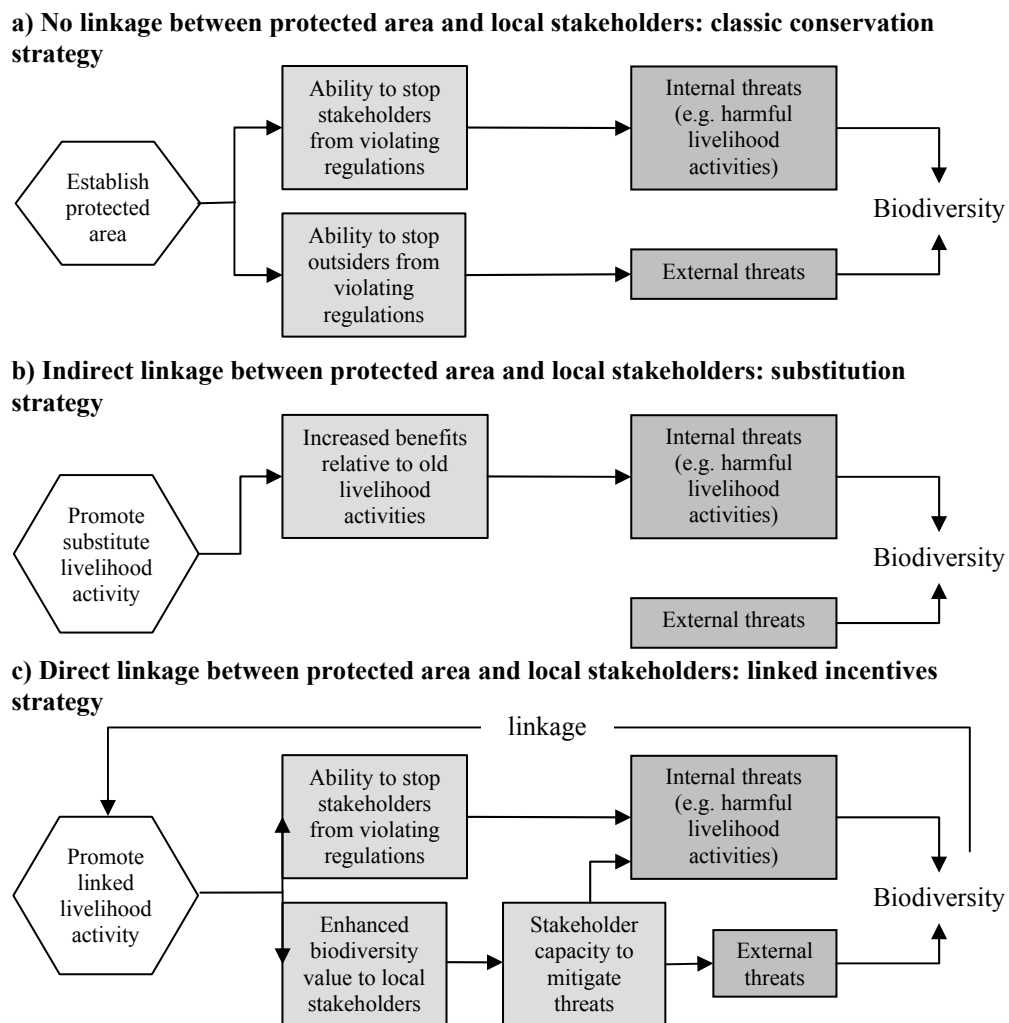 a) No linkage between protected area and local stakeholders: classic conservation
strategy
Establish
protected
area
Ability to stop
stakeholders
from violating
regulations
Internal threats
(e.g. harmful
livelihood
activities)
Ability to stop
outsiders from
violating
regulations
External threats
Biodiversity
b) Indirect linkage between protected area and local stakeholders: substitution
strategy
Promote
substitute
livelihood
activity
Increased benefits
relative to old
livelihood
activities
Internal threats
(e.g. harmful
livelihood
activities)
External threats
Biodiversity
c) Direct linkage between protected area and local stakeholders: linked incentives
strategy
linkage
Promote
linked
livelihood
activity
Ability to stop
stakeholders
from violating
regulations
Internal threats
(e.g. harmful
livelihood
activities)
Enhanced
biodiversity
value to local
stakeholders
Stakeholder
capacity to
mitigate
threats
External
threats
Biodiversity